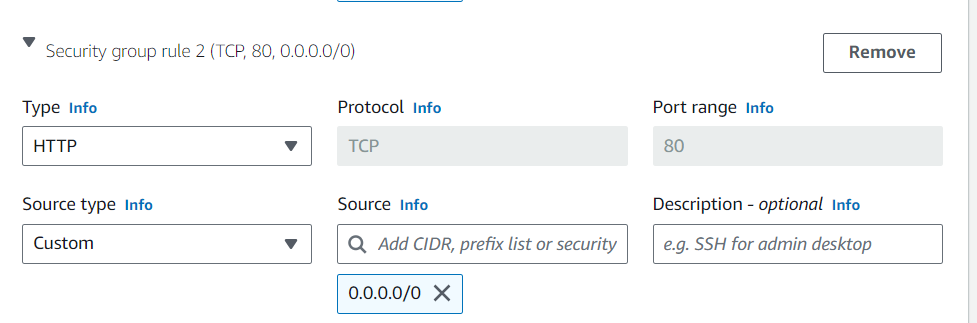 Security group rule 2 (TCP, 80, 0.0.0.0/0)
Remove
Type Info
Protocol Info
Port range Info
HTTP
TCP
80
Source type Info
Source Info
Description - optional Info
Custom
Add CIDR, prefix list or security
e.g. SSH for admin desktop
0.0.0.0/0